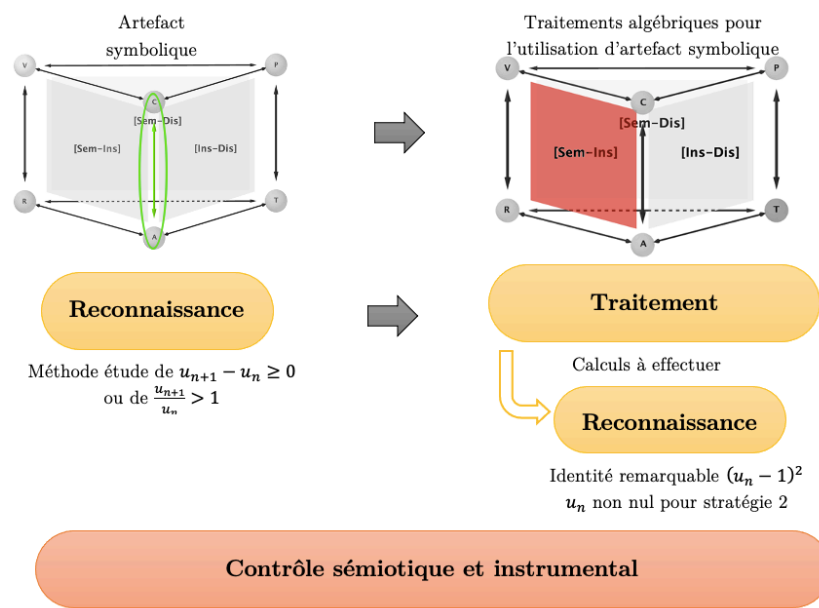 Artefact
symbolique
V
P
C
[Sem-Dis]
[Sem-Ins]
[Ins-Dis]
R
T
A
Traitements algébriques pour
l'utilisation d'artefact symbolique
V
P
C
[Sem-Dis]
[Sem-Ins]
[Ins-Dis]
R
T
A
Reconnaissance
Méthode étude de $u_{n+1} - u_n \geq 0$
ou de $\frac{u_{n+1}}{u_n} > 1$
Traitement
Calculs à effectuer
Reconnaissance
Identité remarquable $(u_n - 1)^2$
$u_n$ non nul pour stratégie 2
Contrôle sémiotique et instrumental